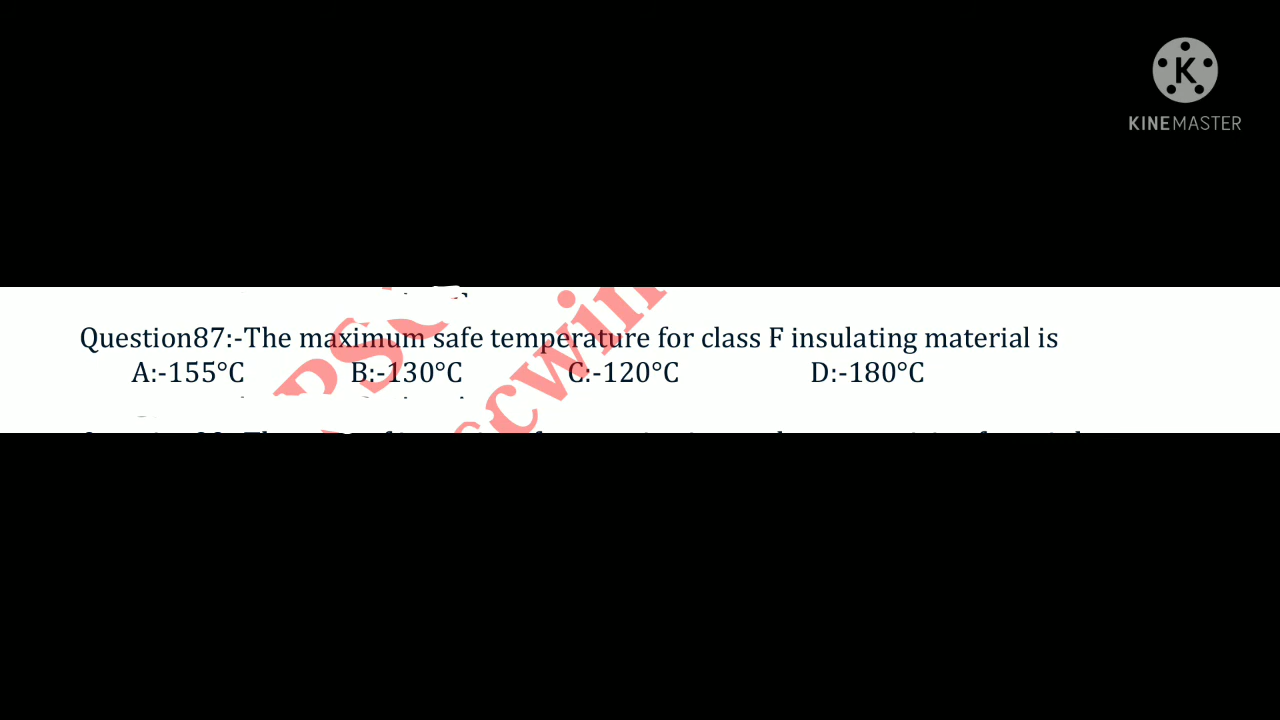 KINEMASTER
Question87:-The maximum safe temperature for class F insulating material is
A:-155°C B:-130°C C:-120°C D:-180°C